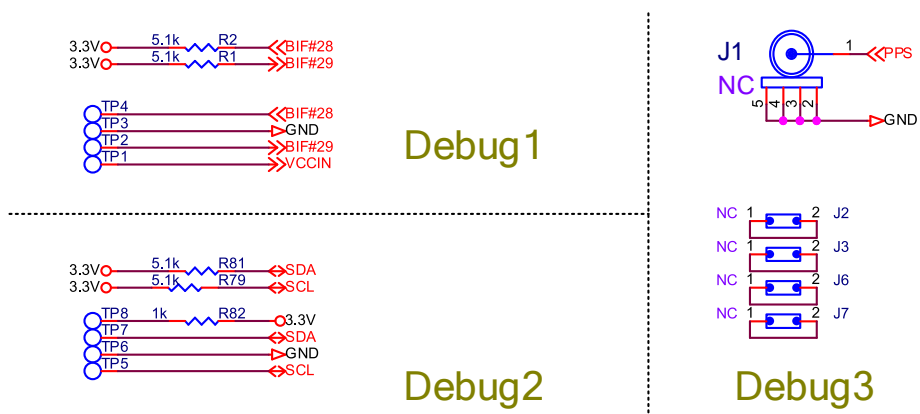 3.3V 5.1k R2 BIF#28
3.3V 5.1k R1 BIF#29
TP4 BIF#28
TP3 GND
TP2 BIF#29
TP1 VCCIN
Debug1
J1 1 PPS
NC
5 4 3 2
GND
3.3V 5.1k R81 SDA
3.3V 5.1k R79 SCL
TP8 1k R82 3.3V
TP7 SDA
TP6 GND
TP5 SCL
Debug2
NC 1 2 J2
NC 1 2 J3
NC 1 2 J6
NC 1 2 J7
Debug3